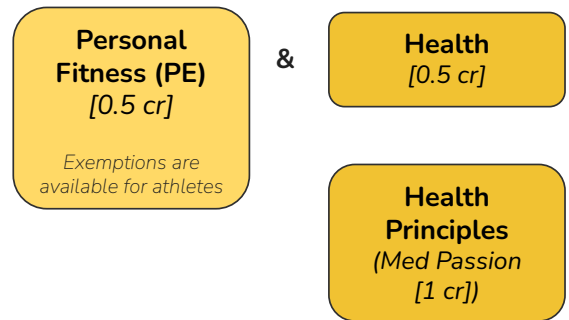 Personal
Fitness (PE)
[0.5 cr]
Exemptions are
available for athletes
&
Health
[0.5 cr]
Health
Principles
(Med Passion
[1 cr])